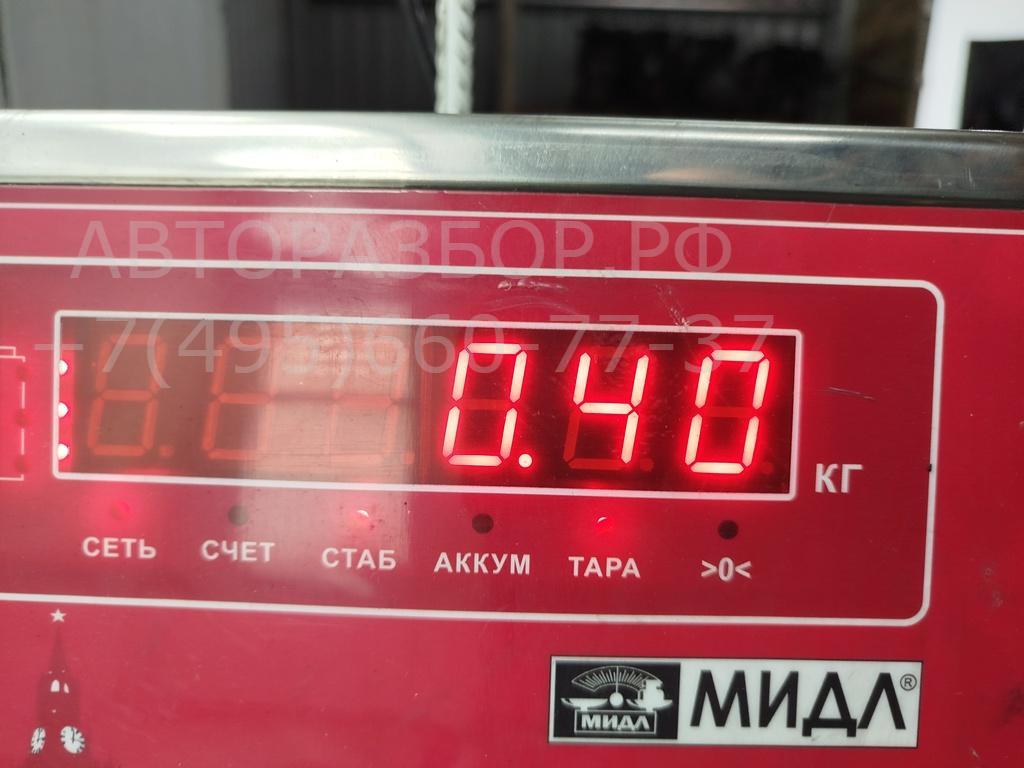 АВТОРАЗБОР.РФ
+7(495)660-77-37
0.40
КГ
СЕТЬ СЧЕТ СТАБ АККУМ ТАРА >0<
МИДЛ МИДЛ®